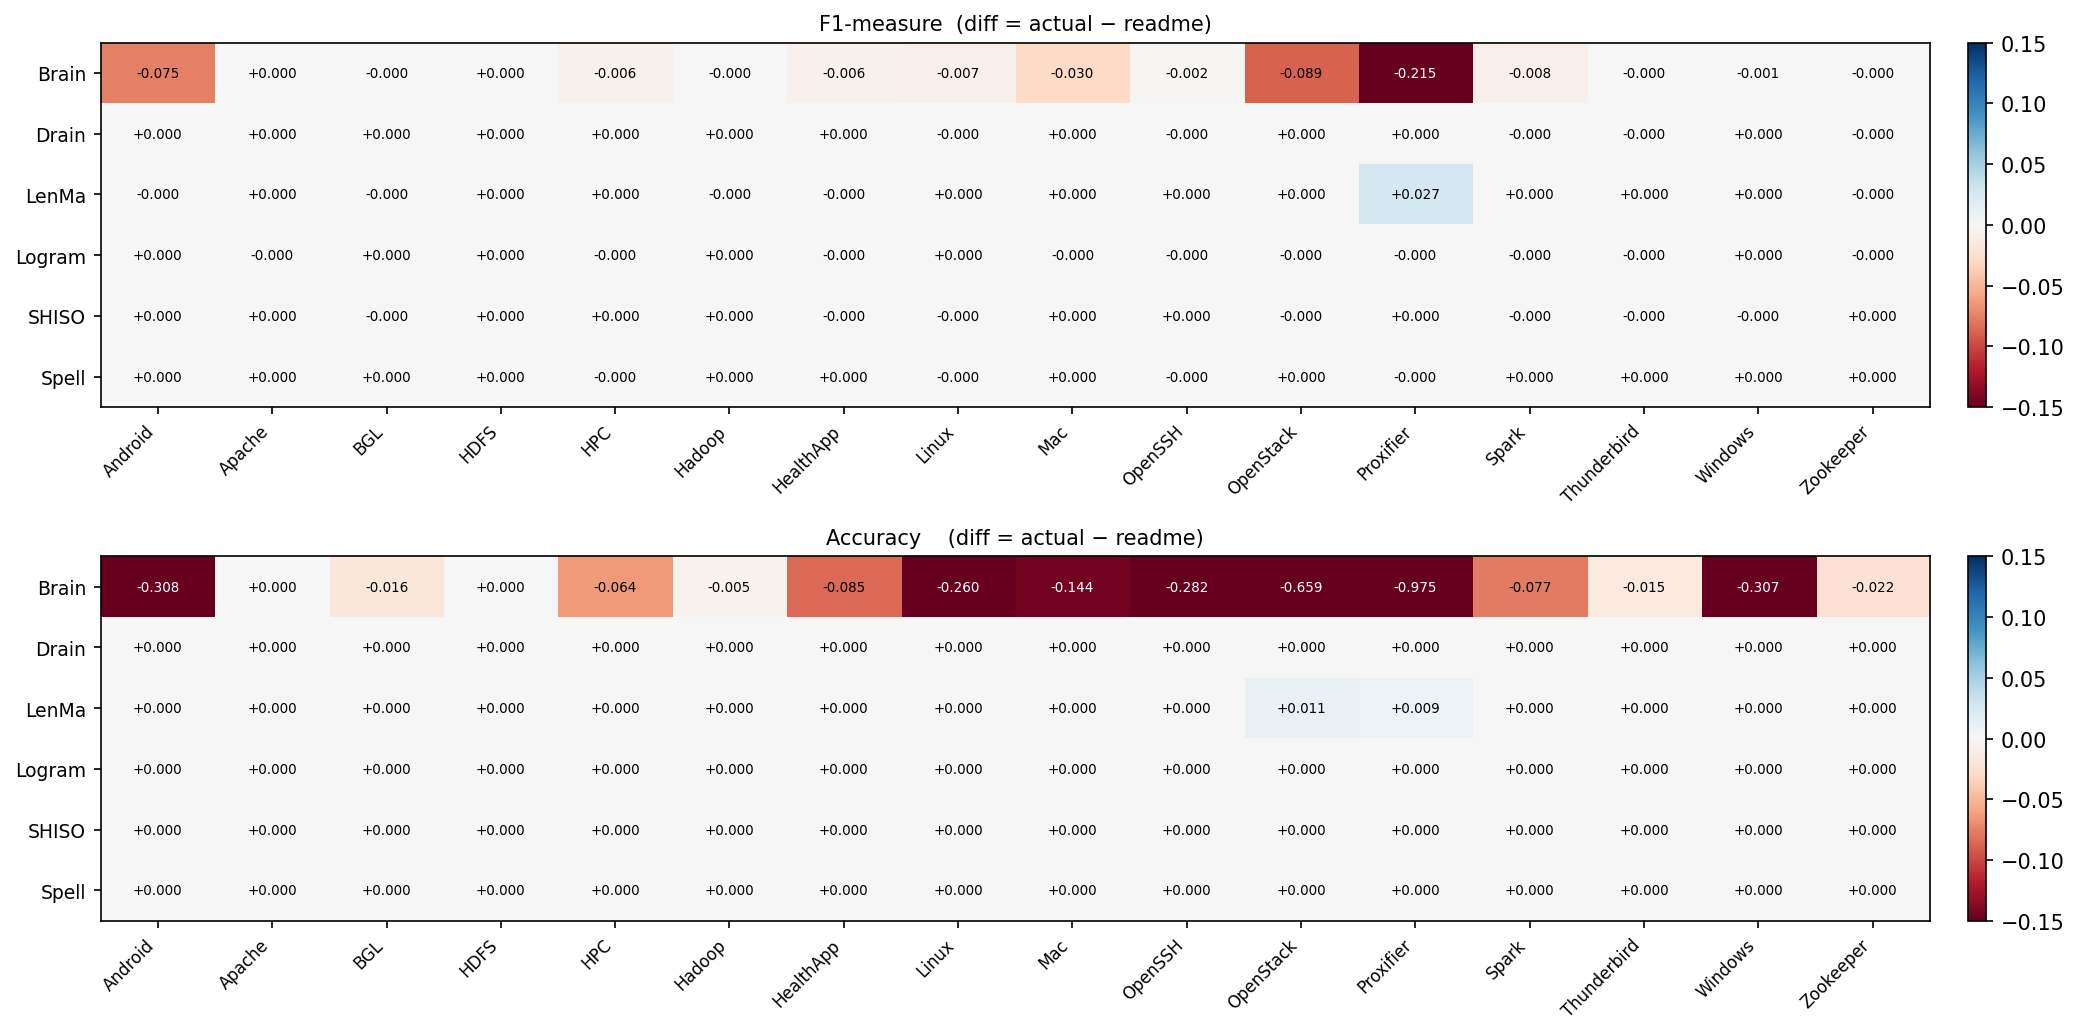 F1-measure  (diff = actual − readme)
Brain -0.075 +0.000 -0.000 +0.000 -0.006 -0.000 -0.006 -0.007 -0.030 -0.002 -0.089 -0.215 -0.008 -0.000 -0.001 -0.000
Drain +0.000 +0.000 +0.000 +0.000 +0.000 +0.000 +0.000 -0.000 +0.000 -0.000 +0.000 +0.000 -0.000 -0.000 +0.000 -0.000
LenMa -0.000 +0.000 -0.000 +0.000 +0.000 -0.000 -0.000 +0.000 +0.000 +0.000 +0.000 +0.027 +0.000 +0.000 +0.000 -0.000
Logram +0.000 -0.000 +0.000 +0.000 -0.000 +0.000 -0.000 +0.000 -0.000 -0.000 -0.000 -0.000 -0.000 -0.000 +0.000 -0.000
SHISO +0.000 +0.000 -0.000 +0.000 +0.000 +0.000 -0.000 -0.000 +0.000 +0.000 -0.000 +0.000 -0.000 -0.000 -0.000 +0.000
Spell +0.000 +0.000 +0.000 +0.000 -0.000 +0.000 +0.000 -0.000 +0.000 -0.000 +0.000 -0.000 +0.000 +0.000 +0.000 +0.000
Android Apache BGL HDFS HPC Hadoop HealthApp Linux Mac OpenSSH OpenStack Proxifier Spark Thunderbird Windows Zookeeper
0.15
0.10
0.05
0.00
−0.05
−0.10
−0.15
Accuracy    (diff = actual − readme)
Brain -0.308 +0.000 -0.016 +0.000 -0.064 -0.005 -0.085 -0.260 -0.144 -0.282 -0.659 -0.975 -0.077 -0.015 -0.307 -0.022
Drain +0.000 +0.000 +0.000 +0.000 +0.000 +0.000 +0.000 +0.000 +0.000 +0.000 +0.000 +0.000 +0.000 +0.000 +0.000 +0.000
LenMa +0.000 +0.000 +0.000 +0.000 +0.000 +0.000 +0.000 +0.000 +0.000 +0.000 +0.011 +0.009 +0.000 +0.000 +0.000 +0.000
Logram +0.000 +0.000 +0.000 +0.000 +0.000 +0.000 +0.000 +0.000 +0.000 +0.000 +0.000 +0.000 +0.000 +0.000 +0.000 +0.000
SHISO +0.000 +0.000 +0.000 +0.000 +0.000 +0.000 +0.000 +0.000 +0.000 +0.000 +0.000 +0.000 +0.000 +0.000 +0.000 +0.000
Spell +0.000 +0.000 +0.000 +0.000 +0.000 +0.000 +0.000 +0.000 +0.000 +0.000 +0.000 +0.000 +0.000 +0.000 +0.000 +0.000
Android Apache BGL HDFS HPC Hadoop HealthApp Linux Mac OpenSSH OpenStack Proxifier Spark Thunderbird Windows Zookeeper
0.15
0.10
0.05
0.00
−0.05
−0.10
−0.15